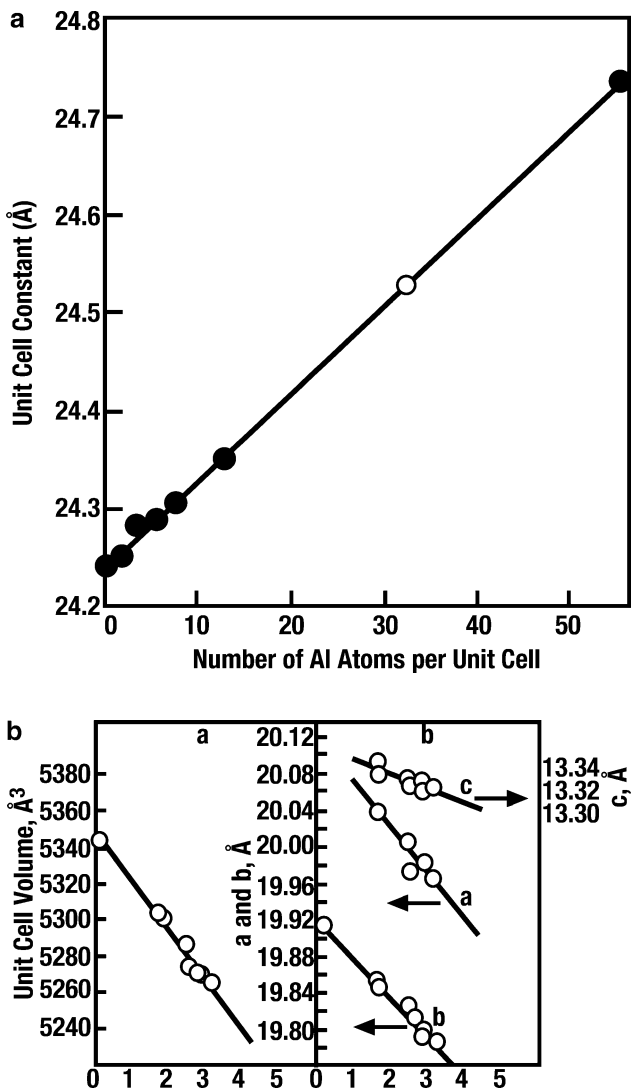 a
24.8
24.7
24.6
24.5
24.4
24.3
24.2
Unit Cell Constant (Å)
0 10 20 30 40 50
Number of Al Atoms per Unit Cell
b
a
5380
5360
5340
5320
5300
5280
5260
5240
Unit Cell Volume, Å3
0 1 2 3 4 5
b
20.12
20.08
20.04
20.00
19.96
19.92
19.88
19.84
19.80
a and b, Å
c
a
b
13.34
13.32
13.30
c, Å
0 1 2 3 4 5